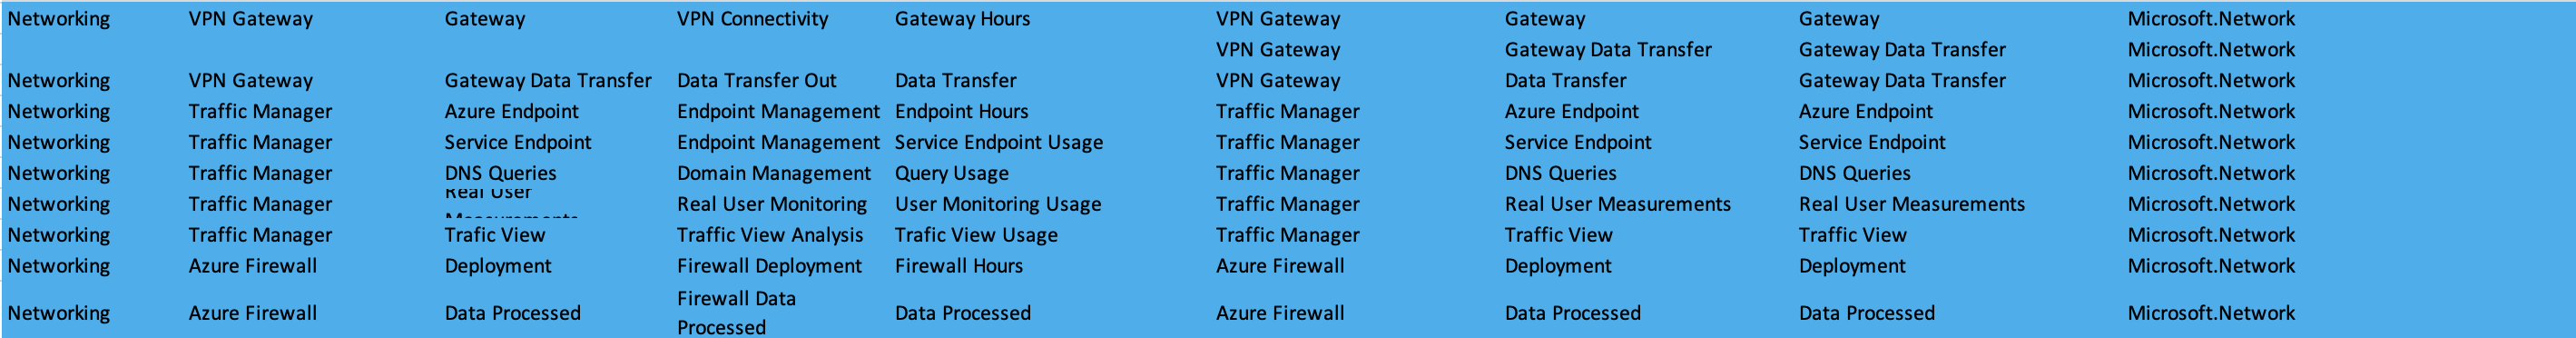 Networking VPN Gateway Gateway VPN Connectivity Gateway Hours VPN Gateway Gateway Gateway Microsoft.Network
VPN Gateway Gateway Data Transfer Gateway Data Transfer Microsoft.Network
Networking VPN Gateway Gateway Data Transfer Data Transfer Out Data Transfer VPN Gateway Data Transfer Gateway Data Transfer Microsoft.Network
Networking Traffic Manager Azure Endpoint Endpoint Management Endpoint Hours Traffic Manager Azure Endpoint Azure Endpoint Microsoft.Network
Networking Traffic Manager Service Endpoint Endpoint Management Service Endpoint Usage Traffic Manager Service Endpoint Service Endpoint Microsoft.Network
Networking Traffic Manager DNS Queries Domain Management Query Usage Traffic Manager DNS Queries DNS Queries Microsoft.Network
Networking Traffic Manager Real User Measurements Real User Monitoring User Monitoring Usage Traffic Manager Real User Measurements Real User Measurements Microsoft.Network
Networking Traffic Manager Trafic View Traffic View Analysis Trafic View Usage Traffic Manager Traffic View Traffic View Microsoft.Network
Networking Azure Firewall Deployment Firewall Deployment Firewall Hours Azure Firewall Deployment Deployment Microsoft.Network
Networking Azure Firewall Data Processed Firewall Data Processed Data Processed Azure Firewall Data Processed Data Processed Microsoft.Network